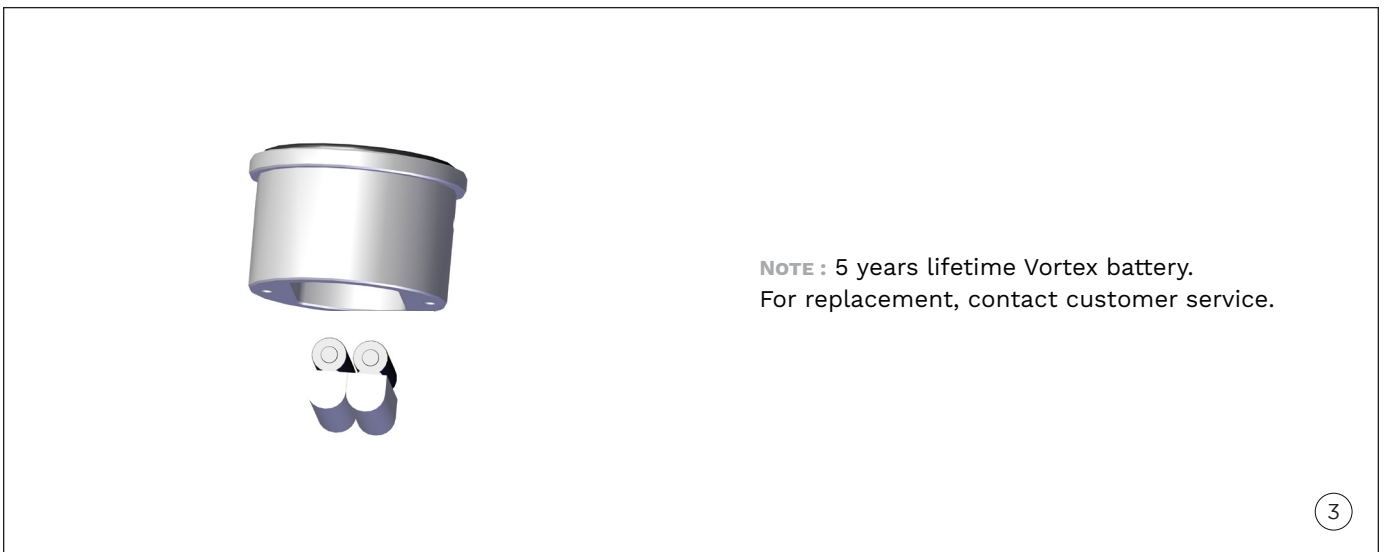 NOTE : 5 years lifetime Vortex battery.
For replacement, contact customer service.
3